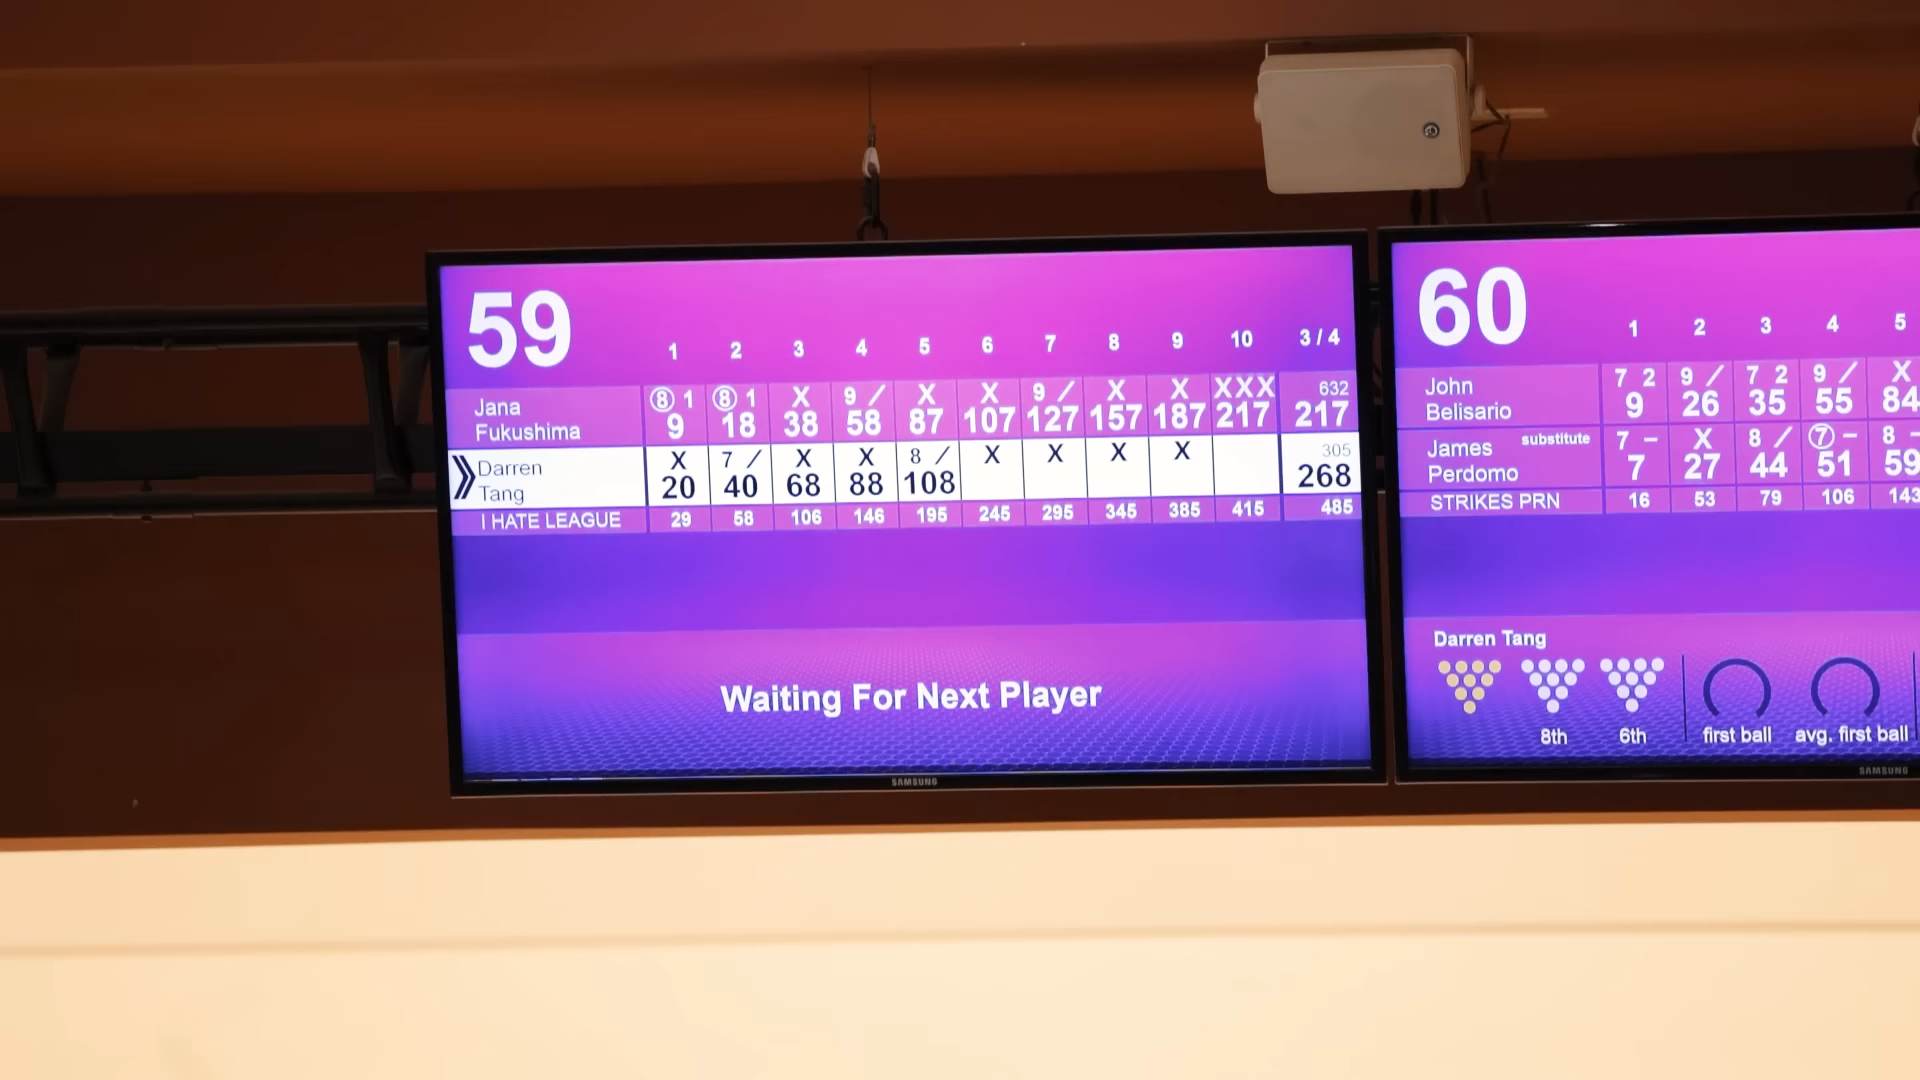 59
1 2 3 4 5 6 7 8 9 10 3 / 4
Jana
Fukushima
8 1 8 1 X 9 / X X 9 / X X XXX 632
9 18 38 58 87 107 127 157 187 217 217
Darren
Tang
X 7 / X X 8 / X X X X 305
20 40 68 88 108 268
I HATE LEAGUE 29 58 106 146 195 245 295 345 385 415 485
Waiting For Next Player
SAMSUNG
60
1 2 3 4 5
John
Belisario
7 2 9 / 7 2 9 / X
9 26 35 55 84
James substitute
Perdomo
7 – X 8 / 7 – 8 –
7 27 44 51 59
STRIKES PRN 16 53 79 106 143
Darren Tang
8th 6th first ball avg. first ball
SAMSUNG